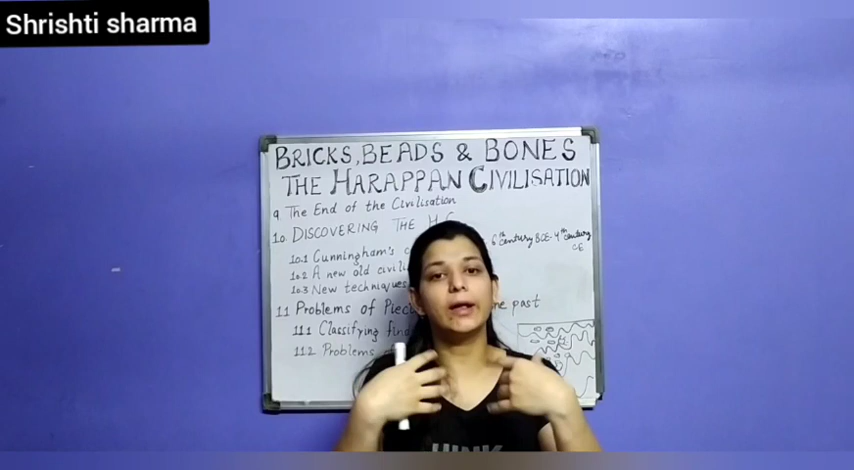 Shrishti sharma
BRICKS, BEADS & BONES
THE HARAPPAN CIVILISATION
9. The End of the Civilisation
10. DISCOVERING THE H.C
6th century BCE- 4th century CE
10.1 Cunningham's
10.2 A new old civili
10.3 New techniques
11 Problems of Piec past
11.1 Classifying find
11.2 Problems
THINK